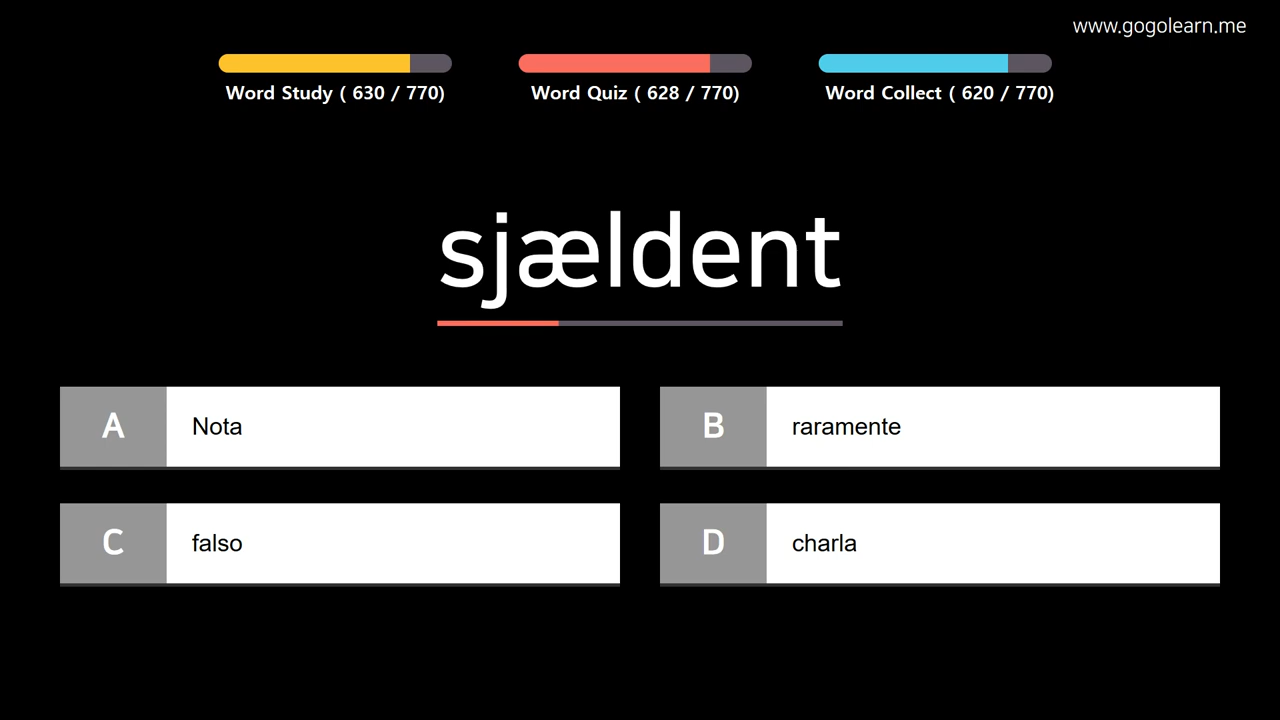 www.gogolearn.me
Word Study ( 630 / 770)
Word Quiz ( 628 / 770)
Word Collect ( 620 / 770)
sjældent
A Nota
B raramente
C falso
D charla